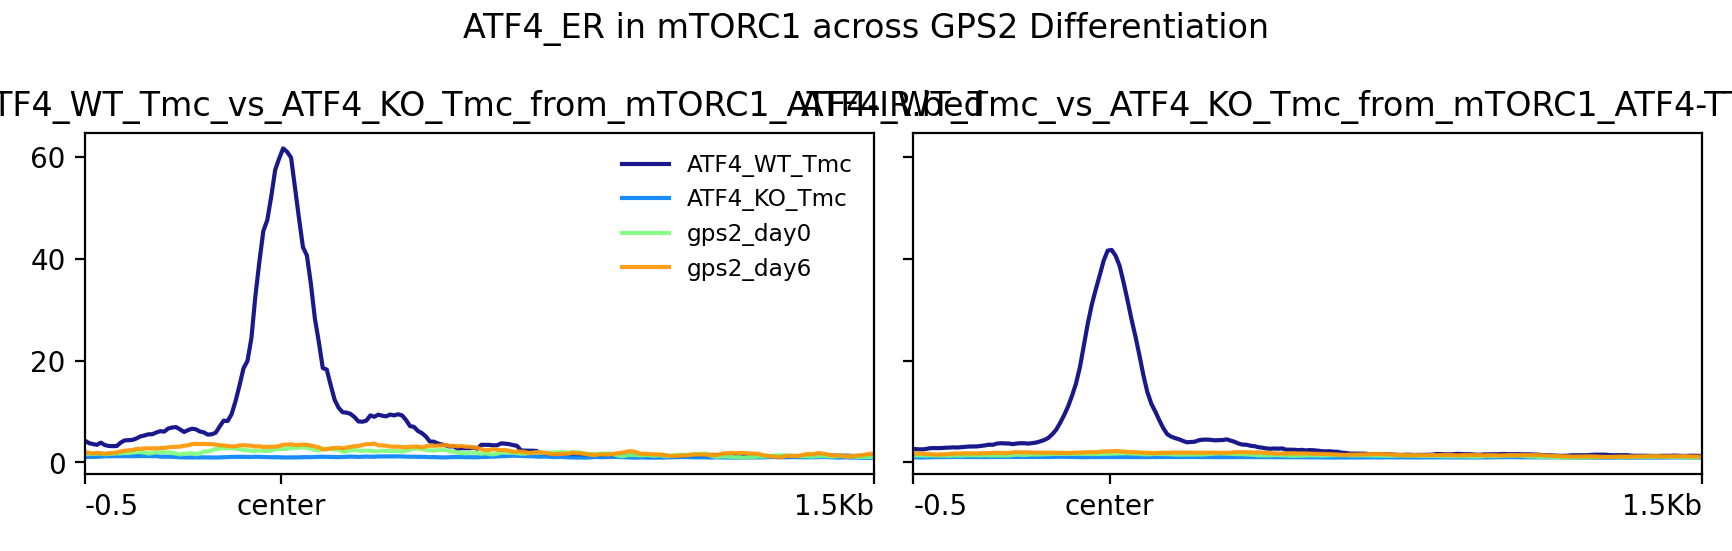 ATF4_ER in mTORC1 across GPS2 Differentiation
TF4_WT_Tmc_vs_ATF4_KO_Tmc_from_mTORC1_ATF4-IR.bed
ATF4_WT_Tmc_vs_ATF4_KO_Tmc_from_mTORC1_ATF4-T
60
40
20
0
ATF4_WT_Tmc
ATF4_KO_Tmc
gps2_day0
gps2_day6
-0.5 center 1.5Kb
-0.5 center 1.5Kb